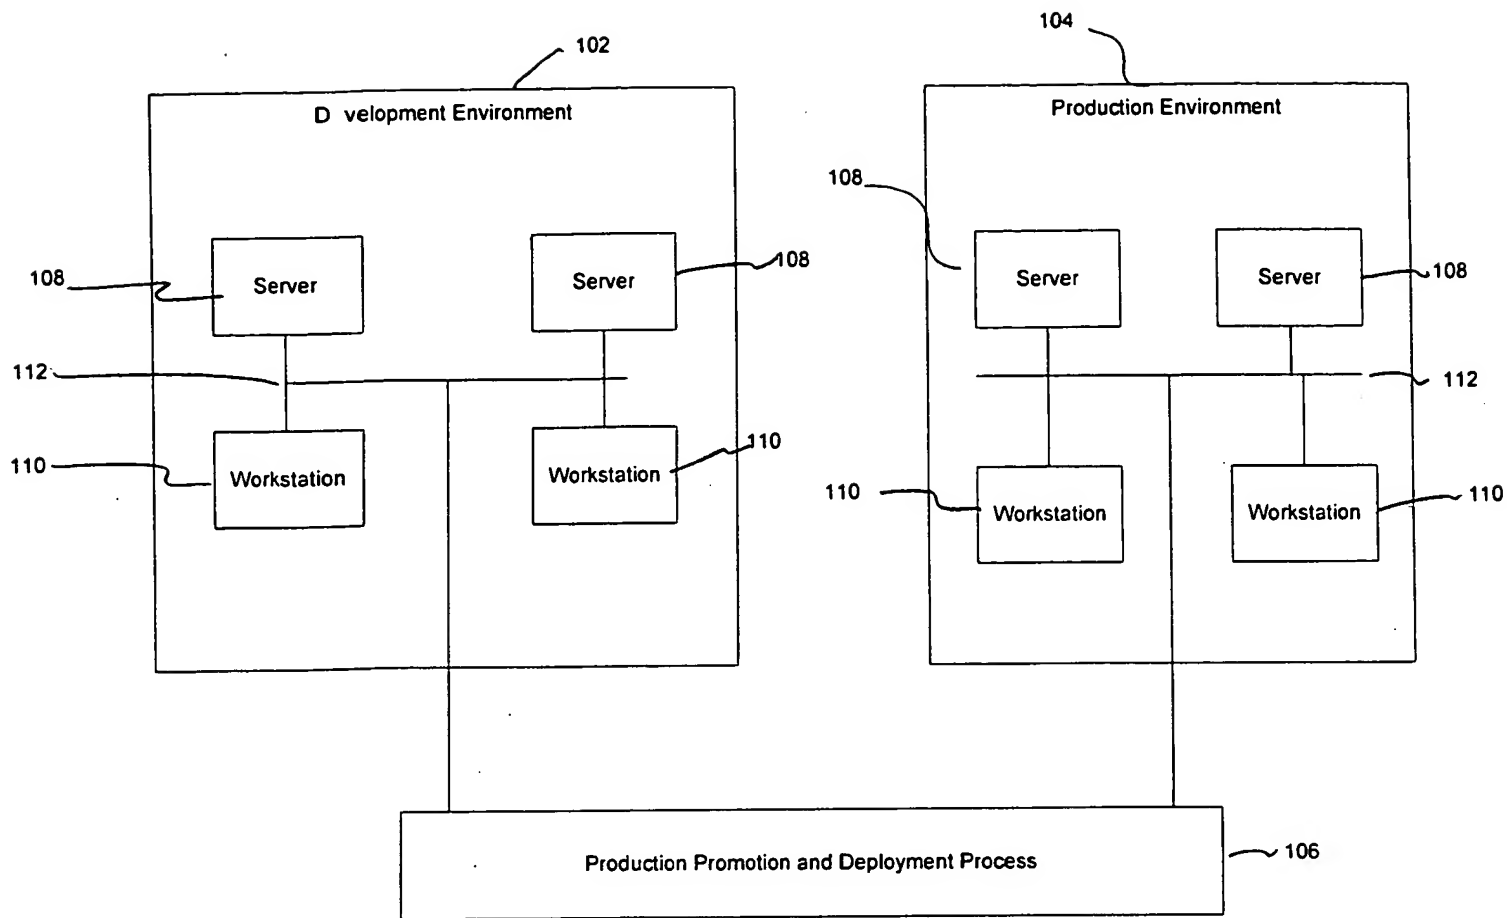 102
104
D velopment Environment
Production Environment
108
Server
Server
108
108
Server
Server
108
112
112
110
Workstation
Workstation
110
110
Workstation
Workstation
110
Production Promotion and Deployment Process
106